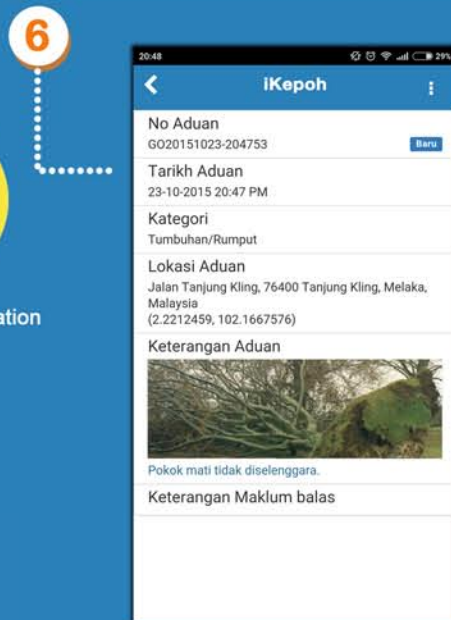 6
20:48
29%
iKepoh
No Aduan
GO20151023-204753
Baru
Tarikh Aduan
23-10-2015 20:47 PM
Kategori
Tumbuhan/Rumput
Lokasi Aduan
Jalan Tanjung Kling, 76400 Tanjung Kling, Melaka,
Malaysia
(2.2212459, 102.1667576)
ation
Keterangan Aduan
Pokok mati tidak diselenggara.
Keterangan Maklum balas